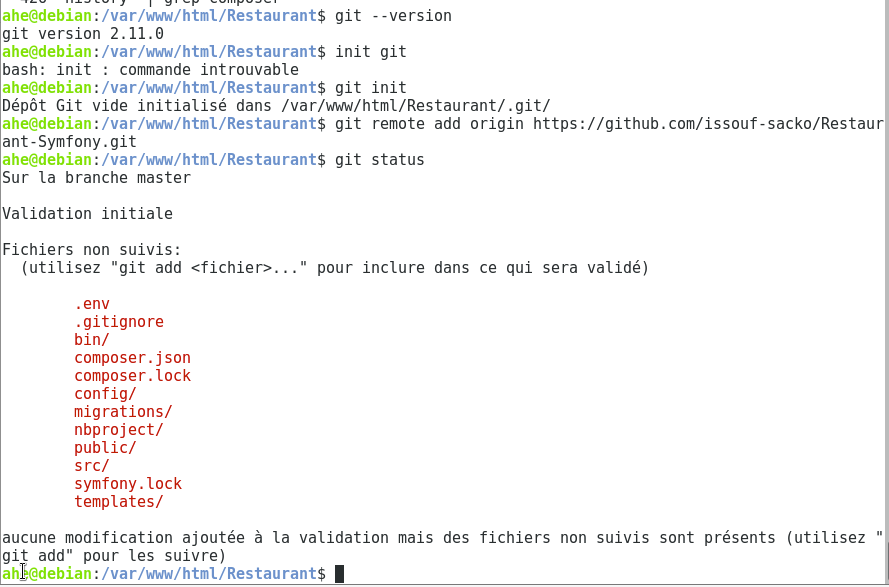 426 history | grep composer
ahe@debian:/var/www/html/Restaurant$ git --version
git version 2.11.0
ahe@debian:/var/www/html/Restaurant$ init git
bash: init : commande introuvable
ahe@debian:/var/www/html/Restaurant$ git init
Dépôt Git vide initialisé dans /var/www/html/Restaurant/.git/
ahe@debian:/var/www/html/Restaurant$ git remote add origin https://github.com/issouf-sacko/Restaur
ant-Symfony.git
ahe@debian:/var/www/html/Restaurant$ git status
Sur la branche master
Validation initiale
Fichiers non suivis:
(utilisez "git add <fichier>..." pour inclure dans ce qui sera validé)
.env
.gitignore
bin/
composer.json
composer.lock
config/
migrations/
nbproject/
public/
src/
symfony.lock
templates/
aucune modification ajoutée à la validation mais des fichiers non suivis sont présents (utilisez "
git add" pour les suivre)
ahe@debian:/var/www/html/Restaurant$